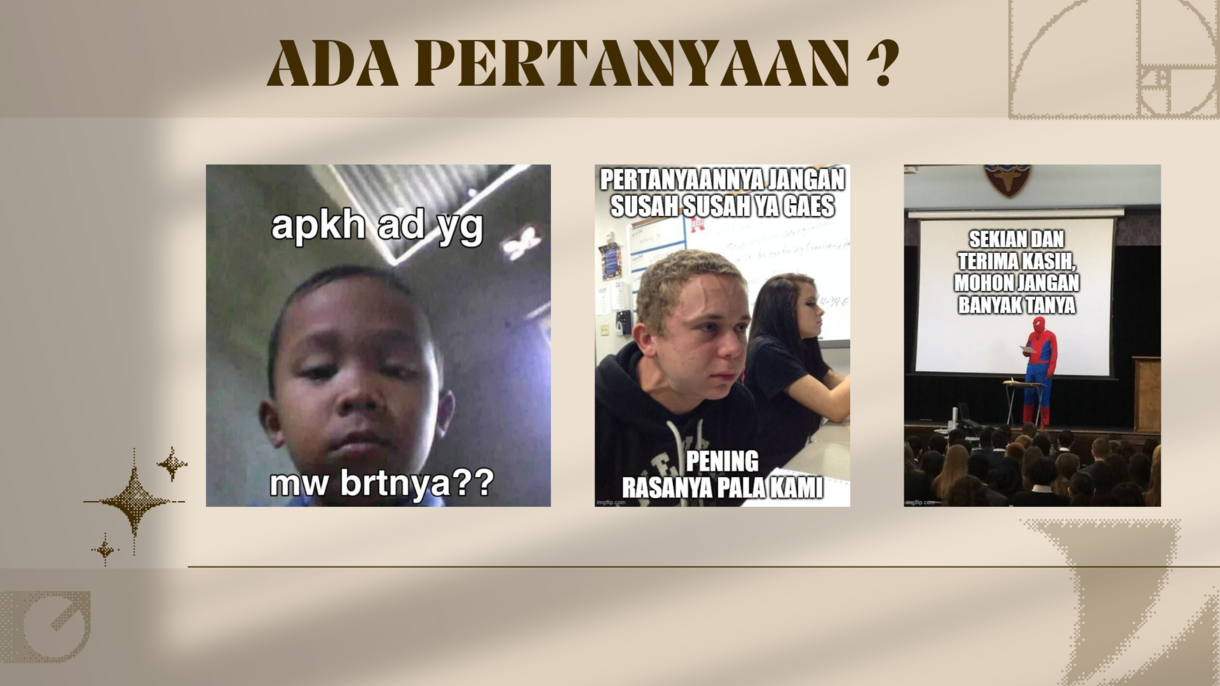 ADA PERTANYAAN ?
apkh ad yg
mw brtnya??
PERTANYAANNYA JANGAN
SUSAH SUSAH YA GAES
PENING
RASANYA PALA KAMI
imgflip.com
SEKIAN DAN
TERIMA KASIH,
MOHON JANGAN
BANYAK TANYA
imgflip.com